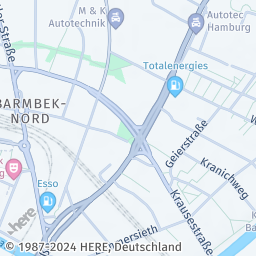 M & K
Autotechnik
Autotec
Hamburg
TotalEnergies
BARMBEK-
NORD
Geierstraße
Kranichweg
Krausestraße
Esso
here
© 1987-2024 HERE, Deutschland